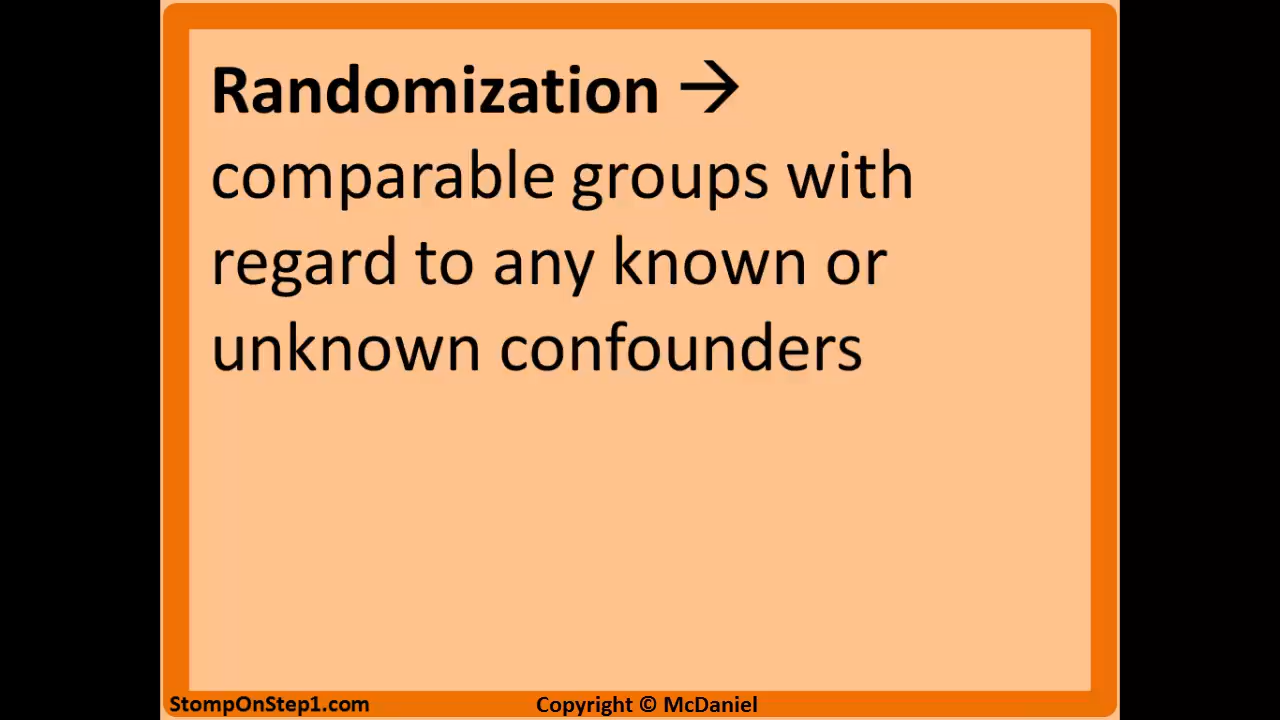 Randomization →
comparable groups with
regard to any known or
unknown confounders
StompOnStep1.com
Copyright © McDaniel